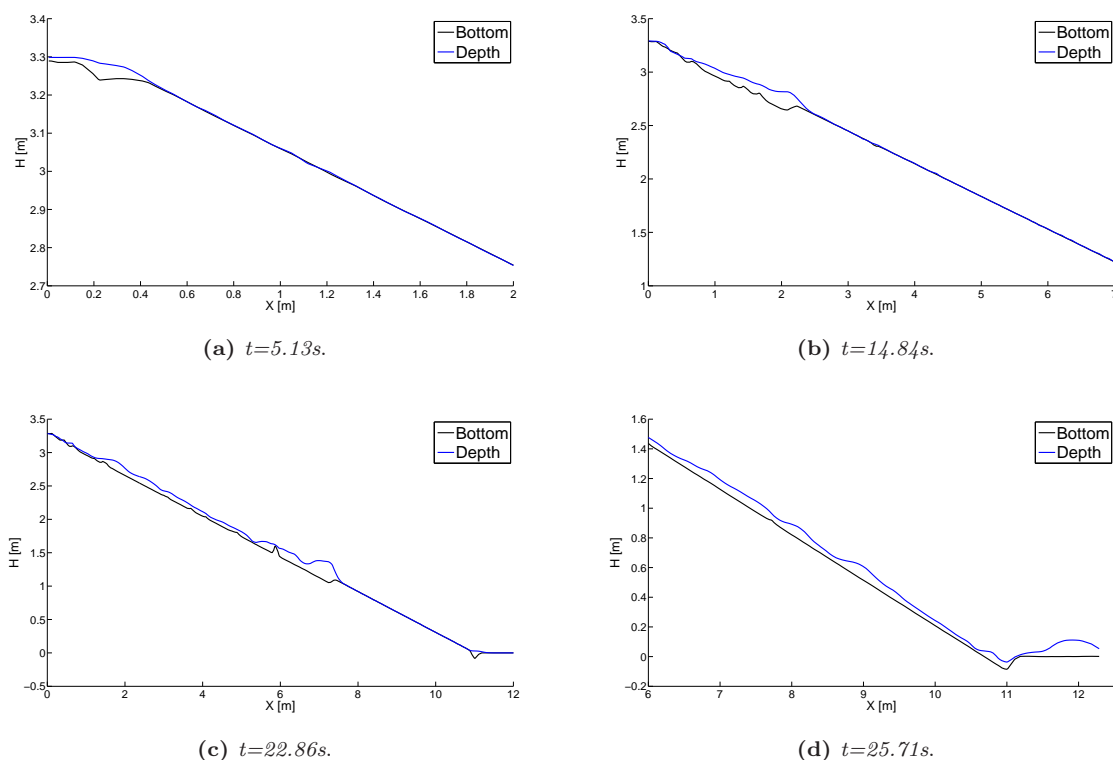 3.4
3.3
3.2
3.1
3
2.9
2.8
2.7
H [m]
0 0.2 0.4 0.6 0.8 1 1.2 1.4 1.6 1.8 2
X [m]
Bottom
Depth
(a) t=5.13s.
3.5
3
2.5
2
1.5
1
H [m]
0 1 2 3 4 5 6 7
X [m]
Bottom
Depth
(b) t=14.84s.
3.5
3
2.5
2
1.5
1
0.5
0
−0.5
H [m]
0 2 4 6 8 10 12
X [m]
Bottom
Depth
(c) t=22.86s.
1.6
1.4
1.2
1
0.8
0.6
0.4
0.2
0
−0.2
H [m]
6 7 8 9 10 11 12
X [m]
Bottom
Depth
(d) t=25.71s.